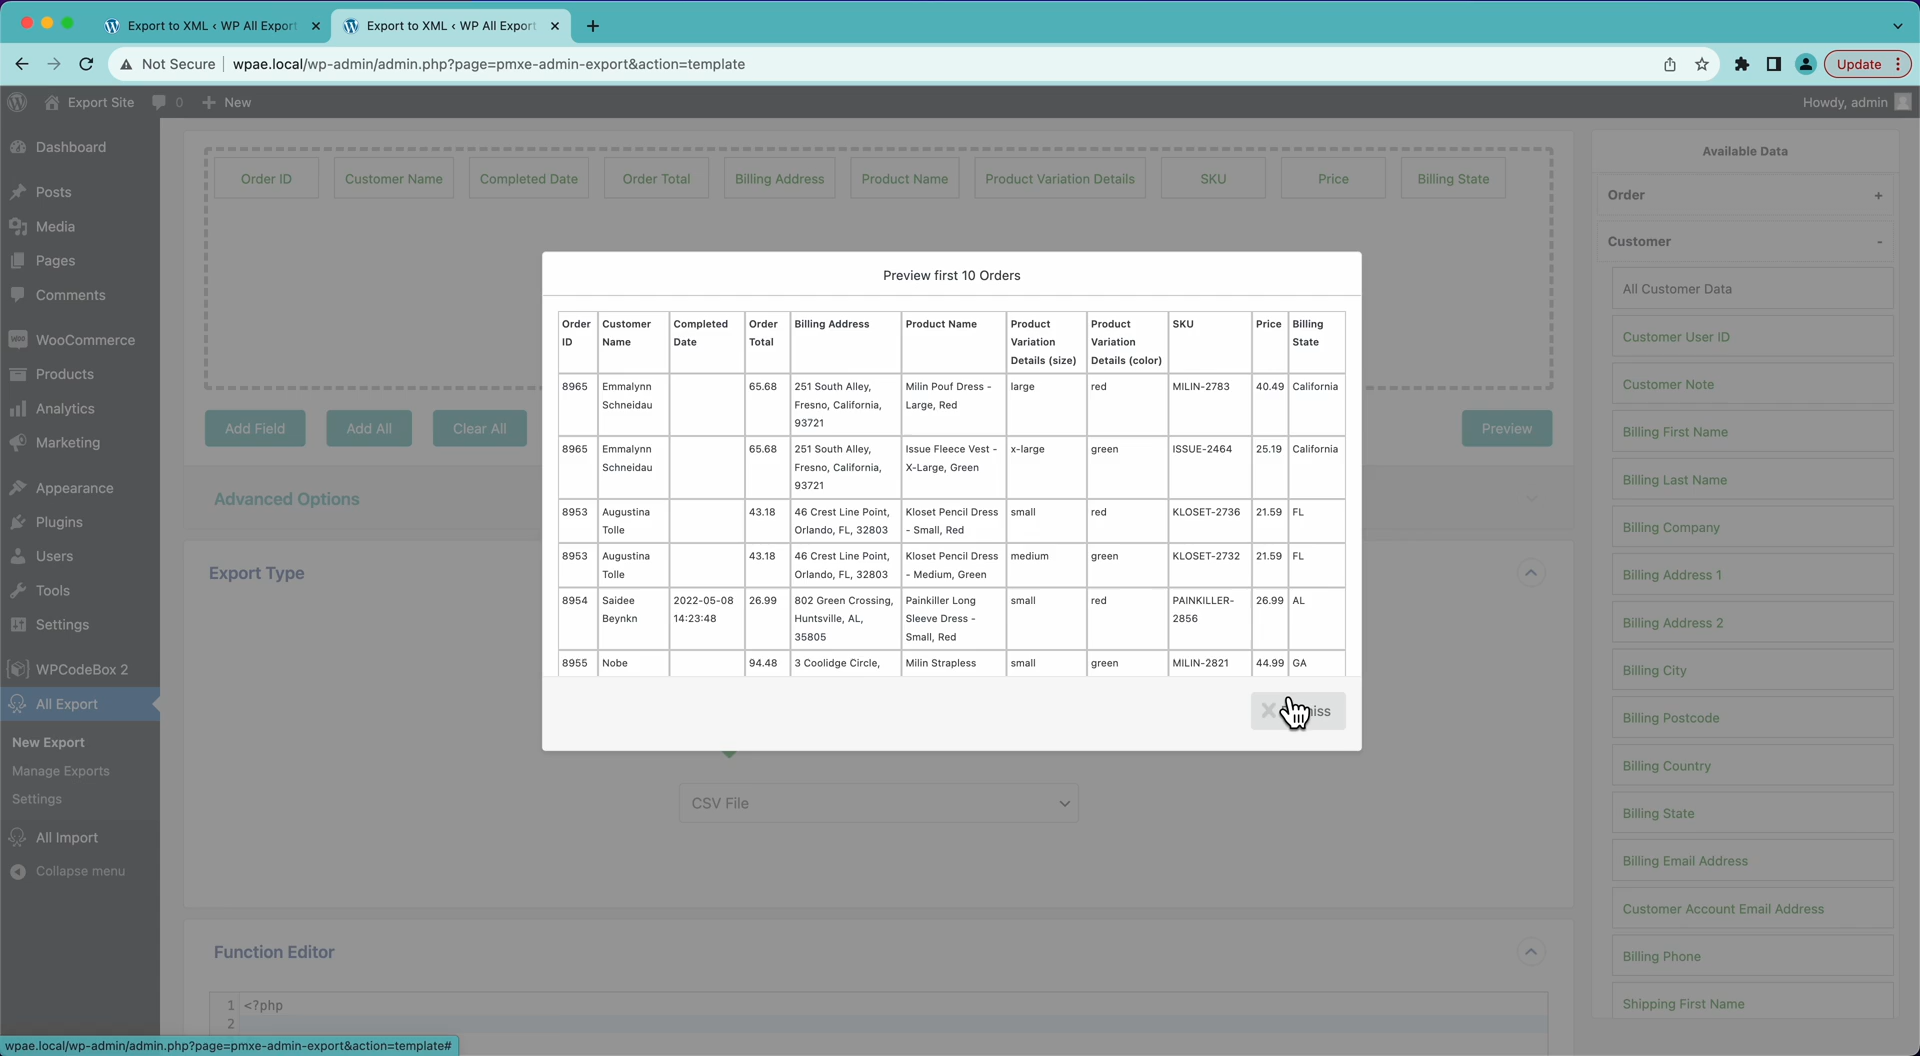 Export to XML ‹ WP All Export
Export to XML ‹ WP All Export
Not Secure
wpae.local/wp-admin/admin.php?page=pmxe-admin-export&action=template
Update
Export Site
0
New
Howdy, admin
Dashboard
Posts
Media
Pages
Comments
WooCommerce
Products
Analytics
Marketing
Appearance
Plugins
Users
Tools
Settings
WPCodeBox 2
All Export
New Export
Manage Exports
Settings
All Import
Collapse menu
Order ID
Customer Name
Completed Date
Order Total
Billing Address
Product Name
Product Variation Details
SKU
Price
Billing State
Add Field
Add All
Clear All
Preview
Advanced Options
Export Type
Preview first 10 Orders
Order ID Customer Name Completed Date Order Total Billing Address Product Name Product Variation Details (size) Product Variation Details (color) SKU Price Billing State
8965 Emmalynn Schneidau 65.68 251 South Alley, Fresno, California, 93721 Milin Pouf Dress - Large, Red large red MILIN-2783 40.49 California
8965 Emmalynn Schneidau 65.68 251 South Alley, Fresno, California, 93721 Issue Fleece Vest - X-Large, Green x-large green ISSUE-2464 25.19 California
8953 Augustina Tolle 43.18 46 Crest Line Point, Orlando, FL, 32803 Kloset Pencil Dress - Small, Red small red KLOSET-2736 21.59 FL
8953 Augustina Tolle 43.18 46 Crest Line Point, Orlando, FL, 32803 Kloset Pencil Dress - Medium, Green medium green KLOSET-2732 21.59 FL
8954 Saidee Beynkn 2022-05-08 14:23:48 26.99 802 Green Crossing, Huntsville, AL, 35805 Painkiller Long Sleeve Dress - Small, Red small red PAINKILLER-2856 26.99 AL
8955 Nobe 94.48 3 Coolidge Circle, Milin Strapless small green MILIN-2821 44.99 GA
CSV File
Function Editor
1 <?php
2
Available Data
Order +
Customer -
All Customer Data
Customer User ID
Customer Note
Billing First Name
Billing Last Name
Billing Company
Billing Address 1
Billing Address 2
Billing City
Billing Postcode
Billing Country
Billing State
Billing Email Address
Customer Account Email Address
Billing Phone
Shipping First Name
wpae.local/wp-admin/admin.php?page=pmxe-admin-export&action=template#